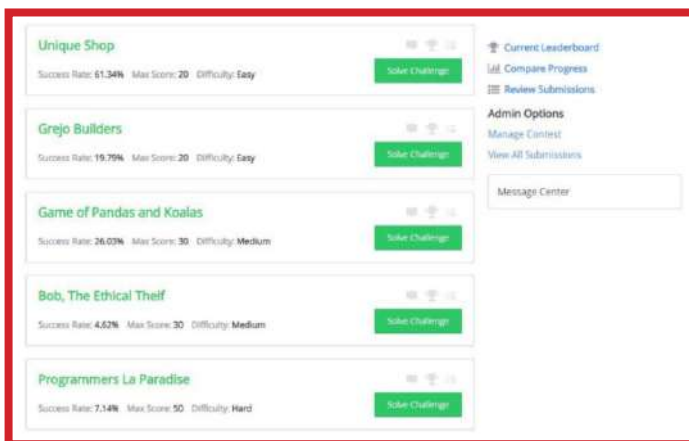 Unique Shop
Success Rate: 61.34% Max Score: 20 Difficulty: Easy
Solve Challenge
Grejo Builders
Success Rate: 19.79% Max Score: 20 Difficulty: Easy
Solve Challenge
Game of Pandas and Koalas
Success Rate: 26.03% Max Score: 30 Difficulty: Medium
Solve Challenge
Bob, The Ethical Theif
Success Rate: 4.62% Max Score: 30 Difficulty: Medium
Solve Challenge
Programmers La Paradise
Success Rate: 7.14% Max Score: 50 Difficulty: Hard
Solve Challenge
Current Leaderboard
Compare Progress
Review Submissions
Admin Options
Manage Contest
View All Submissions
Message Center